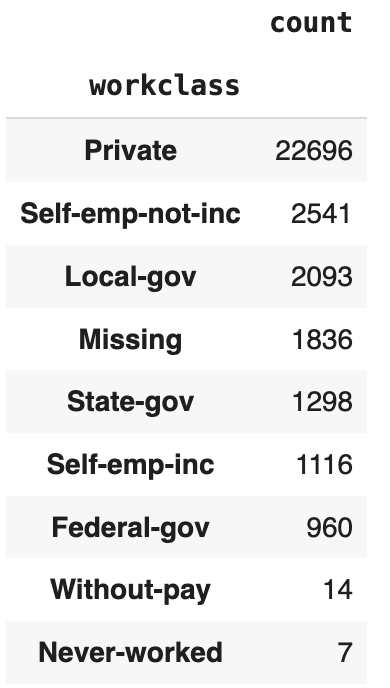 count
workclass
Private 22696
Self-emp-not-inc 2541
Local-gov 2093
Missing 1836
State-gov 1298
Self-emp-inc 1116
Federal-gov 960
Without-pay 14
Never-worked 7